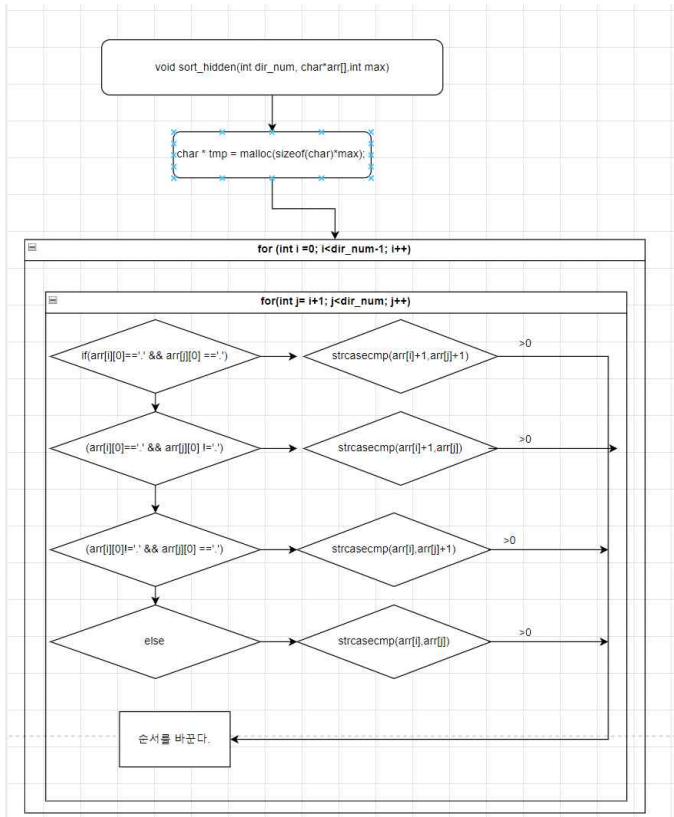 void sort_hidden(int dir_num, char*arr[],int max)
char * tmp = malloc(sizeof(char)*max);
for (int i =0; i<dir_num-1; i++)
for(int j= i+1; j<dir_num; j++)
if(arr[i][0]=='.' && arr[j][0] =='.')
strcasecmp(arr[i]+1,arr[j]+1)
>0
(arr[i][0]=='.' && arr[j][0] !='.')
strcasecmp(arr[i]+1,arr[j])
>0
(arr[i][0]!='.' && arr[j][0] =='.')
strcasecmp(arr[i],arr[j]+1)
>0
else
strcasecmp(arr[i],arr[j])
>0
순서를 바꾼다.